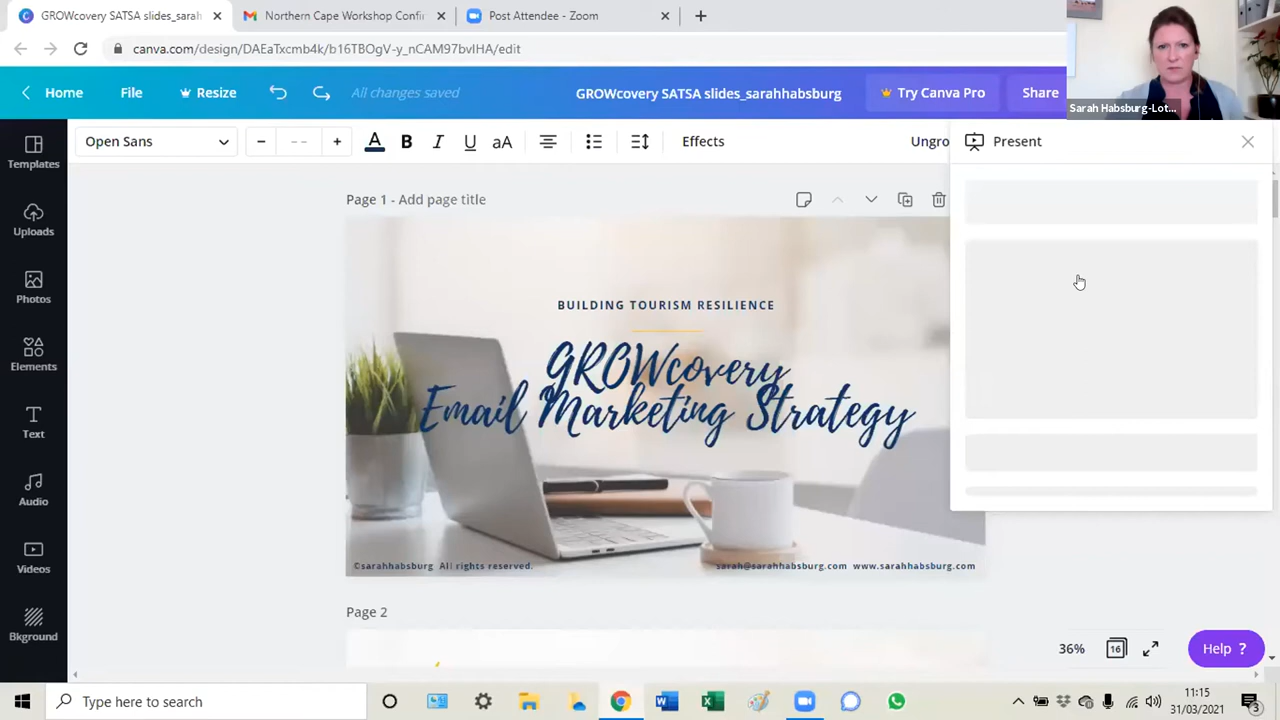 GROWcovery SATSA slides_sarah
Northern Cape Workshop Confi
Post Attendee - Zoom
canva.com/design/DAEaTxcmb4k/b16TBOgV-y_nCAM97bvIHA/edit
Home
File
Resize
All changes saved
GROWcovery SATSA slides_sarahhabsburg
Try Canva Pro
Share
Sarah Habsburg-Lot...
Open Sans
- -
A
B
I
U
aA
Effects
Ungro
Present
Templates
Uploads
Photos
Elements
Text
Audio
Videos
Bkground
Page 1 - Add page title
BUILDING TOURISM RESILIENCE
GROWcovery
Email Marketing Strategy
©sarahhabsburg All rights reserved.
sarah@sarahhabsburg.com www.sarahhabsburg.com
Page 2
36%
16
Help ?
Type here to search
11:15
31/03/2021
3